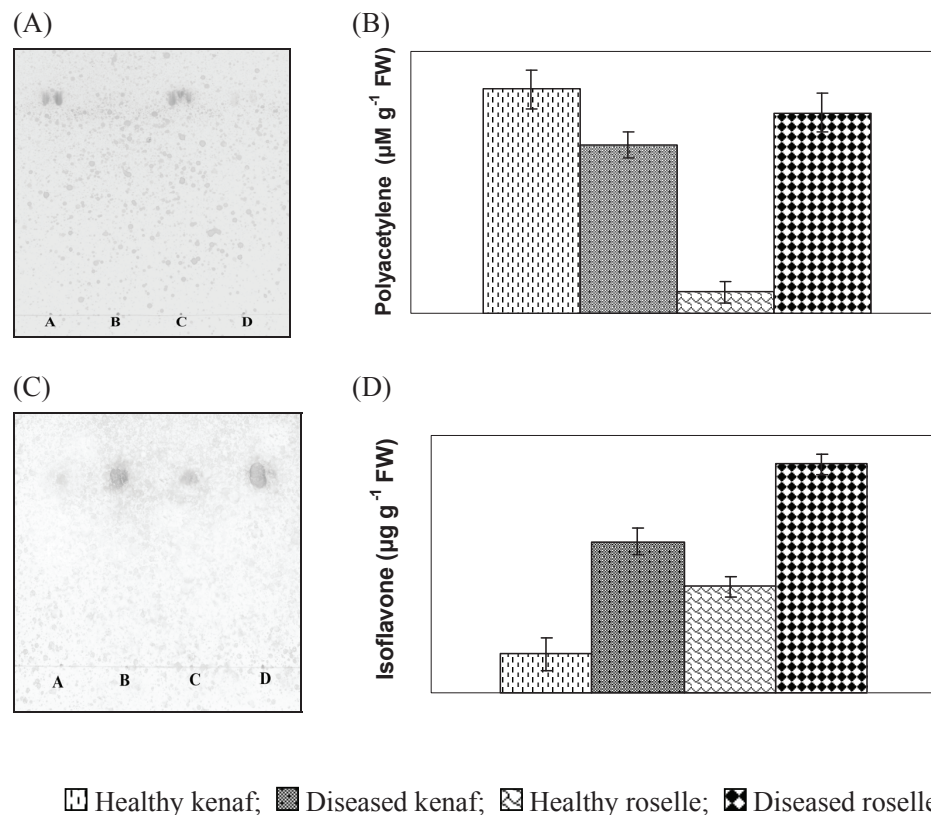 (A)
(B)
A B C D
Polyacetylene (µM g⁻¹ FW)
(C)
(D)
A B C D
Isoflavone (µg g⁻¹ FW)
Healthy kenaf; Diseased kenaf; Healthy roselle; Diseased roselle